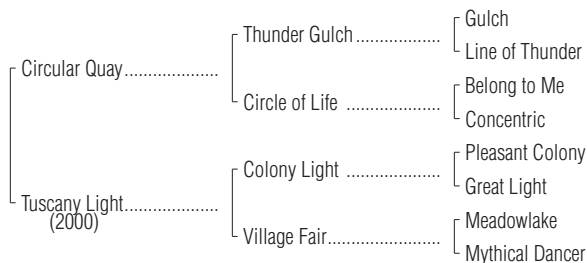 Gulch
Thunder Gulch ....................
Line of Thunder
Circular Quay......................
Belong to Me
Circle of Life ......................
Concentric
Pleasant Colony
Colony Light ......................
Great Light
Tuscany Light......................
(2000)
Meadowlake
Village Fair..........................
Mythical Dancer